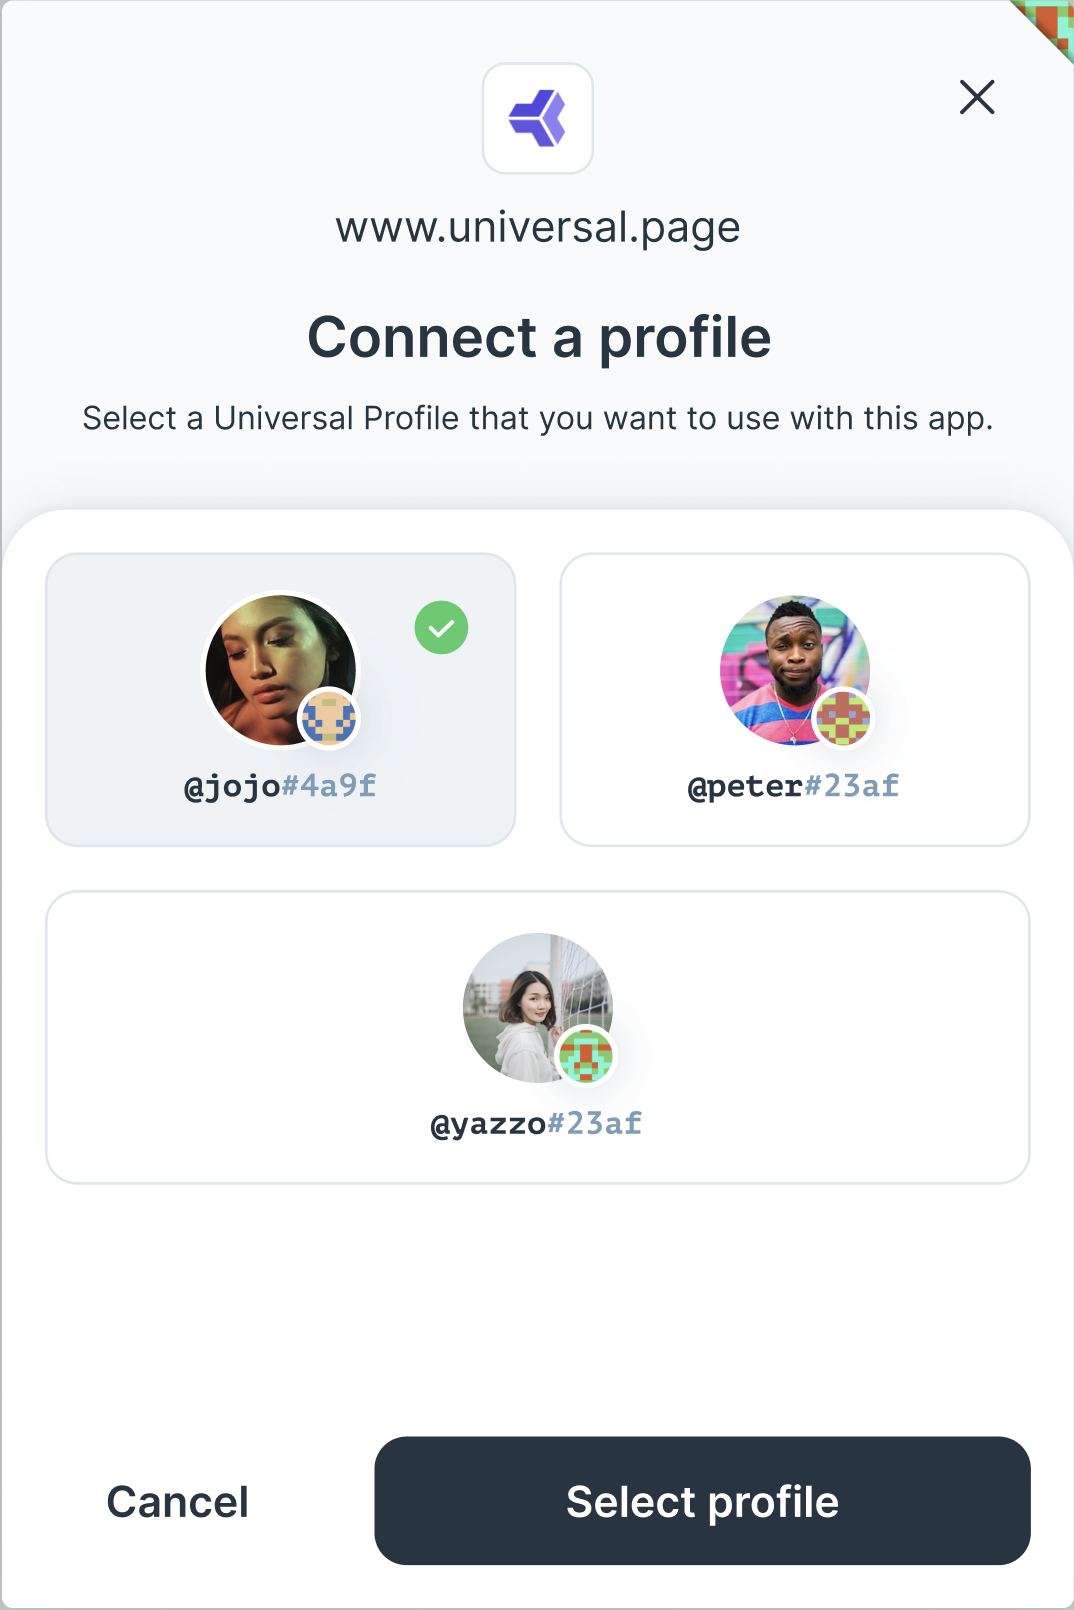 www.universal.page
Connect a profile
Select a Universal Profile that you want to use with this app.
@jojo#4a9f
@peter#23af
@yazzo#23af
Cancel
Select profile